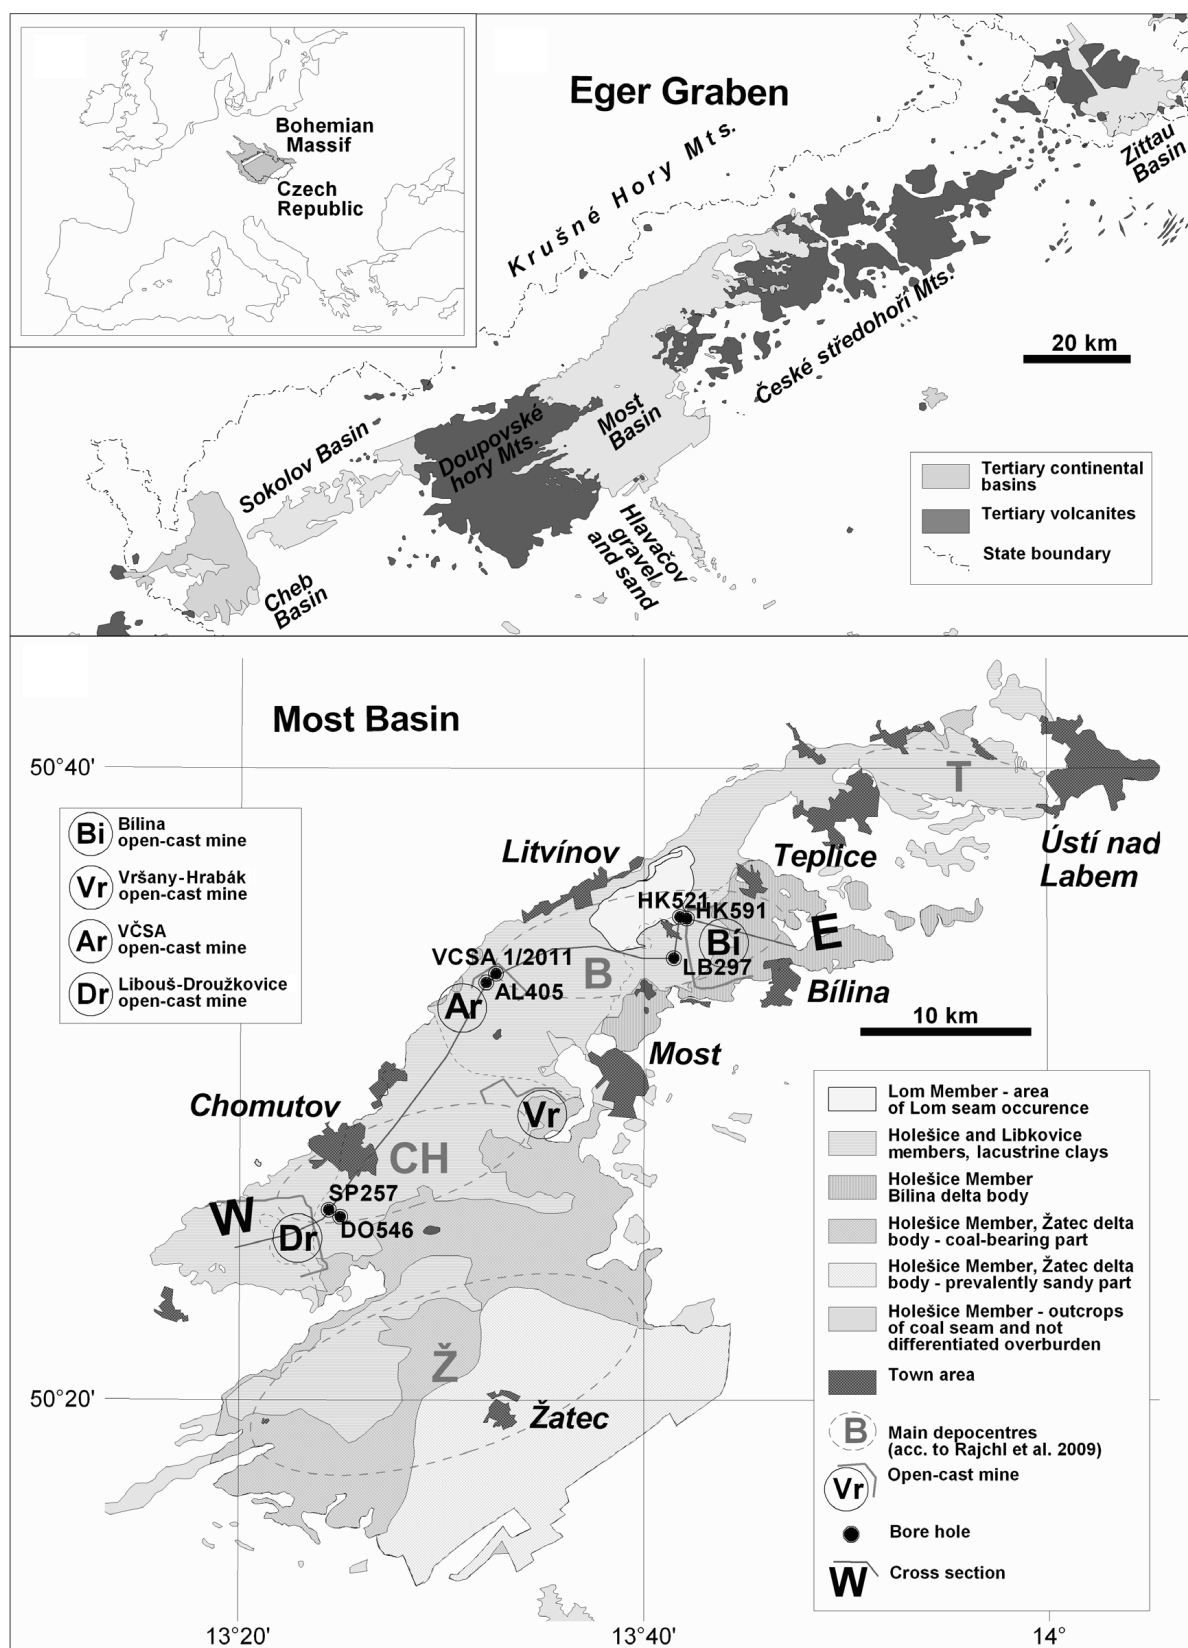 Eger Graben
Bohemian
Massif
Czech
Republic
Krušné Hory Mts.
Zittau
Basin
České středohoří Mts.
20 km
Most
Basin
Doupovské
hory Mts.
Sokolov Basin
Hlavačov
gravel
and sand
Cheb
Basin
Tertiary continental
basins
Tertiary volcanites
State boundary
Most Basin
50°40'
Bi
Bílina
open-cast mine
Vr
Vršany-Hrabák
open-cast mine
Ar
VČSA
open-cast mine
Dr
Libouš-Droužkovice
open-cast mine
T
Ústí nad
Labem
Teplice
Litvínov
HK521
HK591
E
Bí
LB297
VCSA 1/2011
B
AL405
Ar
Bílina
10 km
Most
Chomutov
Vr
CH
SP257
W
DO546
Dr
Ž
50°20'
Žatec
Lom Member - area
of Lom seam occurence
Holešice and Libkovice
members, lacustrine clays
Holešice Member
Bílina delta body
Holešice Member, Žatec delta
body - coal-bearing part
Holešice Member, Žatec delta
body - prevalently sandy part
Holešice Member - outcrops
of coal seam and not
differentiated overburden
Town area
B
Main depocentres
(acc. to Rajchl et al. 2009)
Vr
Open-cast mine
Bore hole
W
Cross section
13°20'
13°40'
14°